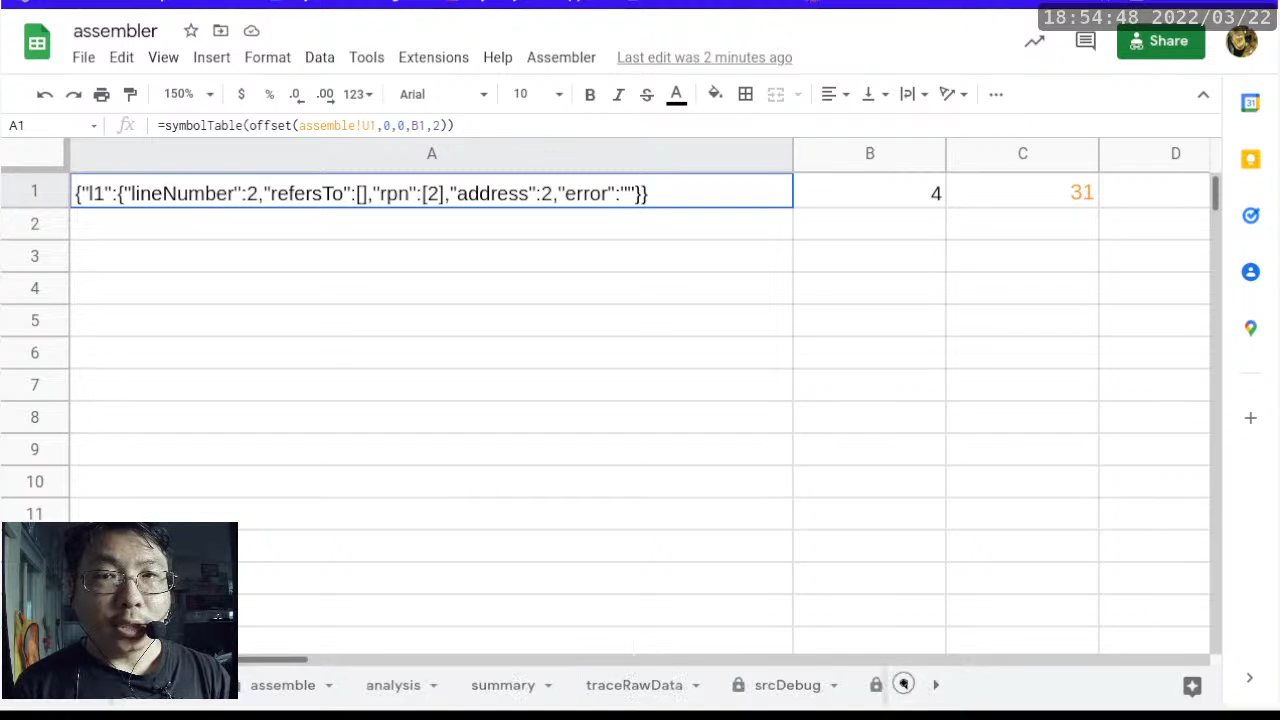 18:54:48 2022/03/22
assembler
Share
File Edit View Insert Format Data Tools Extensions Help Assembler Last edit was 2 minutes ago
150% $ % .0 .00 123 Arial 10 B I S A
A1 fx =symbolTable(offset(assemble!U1,0,0,B1,2))
A B C D
1 {"l1":{"lineNumber":2,"refersTo":[],"rpn":[2],"address":2,"error":""}} 4 31
2
3
4
5
6
7
8
9
10
11
assemble analysis summary traceRawData srcDebug
31